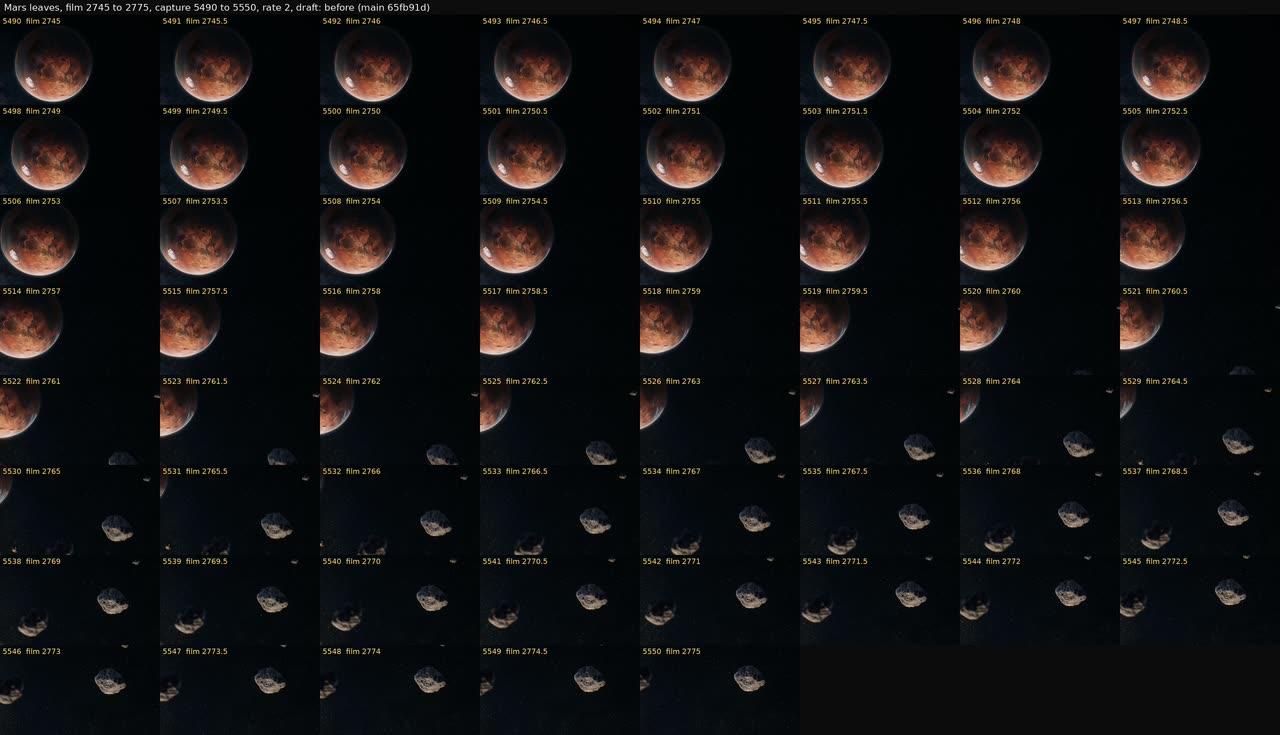 Mars leaves, film 2745 to 2775, capture 5490 to 5550, rate 2, draft: before (main 65fb91d)
5490 film 2745 5491 film 2745.5 5492 film 2746 5493 film 2746.5 5494 film 2747 5495 film 2747.5 5496 film 2748 5497 film 2748.5
5498 film 2749 5499 film 2749.5 5500 film 2750 5501 film 2750.5 5502 film 2751 5503 film 2751.5 5504 film 2752 5505 film 2752.5
5506 film 2753 5507 film 2753.5 5508 film 2754 5509 film 2754.5 5510 film 2755 5511 film 2755.5 5512 film 2756 5513 film 2756.5
5514 film 2757 5515 film 2757.5 5516 film 2758 5517 film 2758.5 5518 film 2759 5519 film 2759.5 5520 film 2760 5521 film 2760.5
5522 film 2761 5523 film 2761.5 5524 film 2762 5525 film 2762.5 5526 film 2763 5527 film 2763.5 5528 film 2764 5529 film 2764.5
5530 film 2765 5531 film 2765.5 5532 film 2766 5533 film 2766.5 5534 film 2767 5535 film 2767.5 5536 film 2768 5537 film 2768.5
5538 film 2769 5539 film 2769.5 5540 film 2770 5541 film 2770.5 5542 film 2771 5543 film 2771.5 5544 film 2772 5545 film 2772.5
5546 film 2773 5547 film 2773.5 5548 film 2774 5549 film 2774.5 5550 film 2775